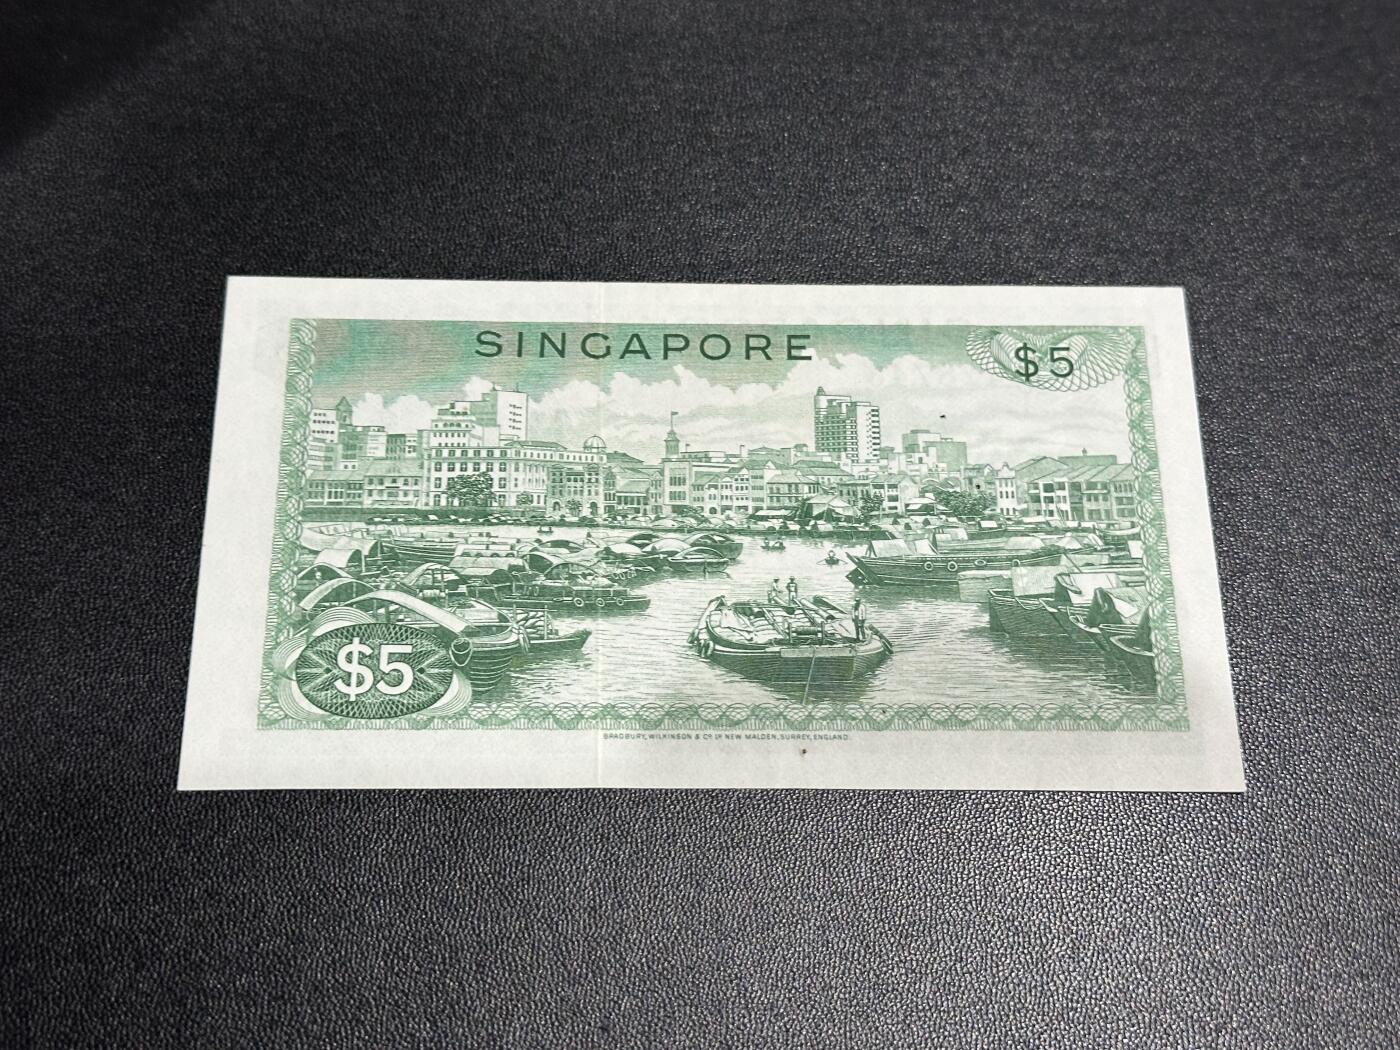 SINGAPORE
$5
$5
BRADBURY, WILKINSON & Cº Lᴰ NEW MALDEN, SURREY, ENGLAND.